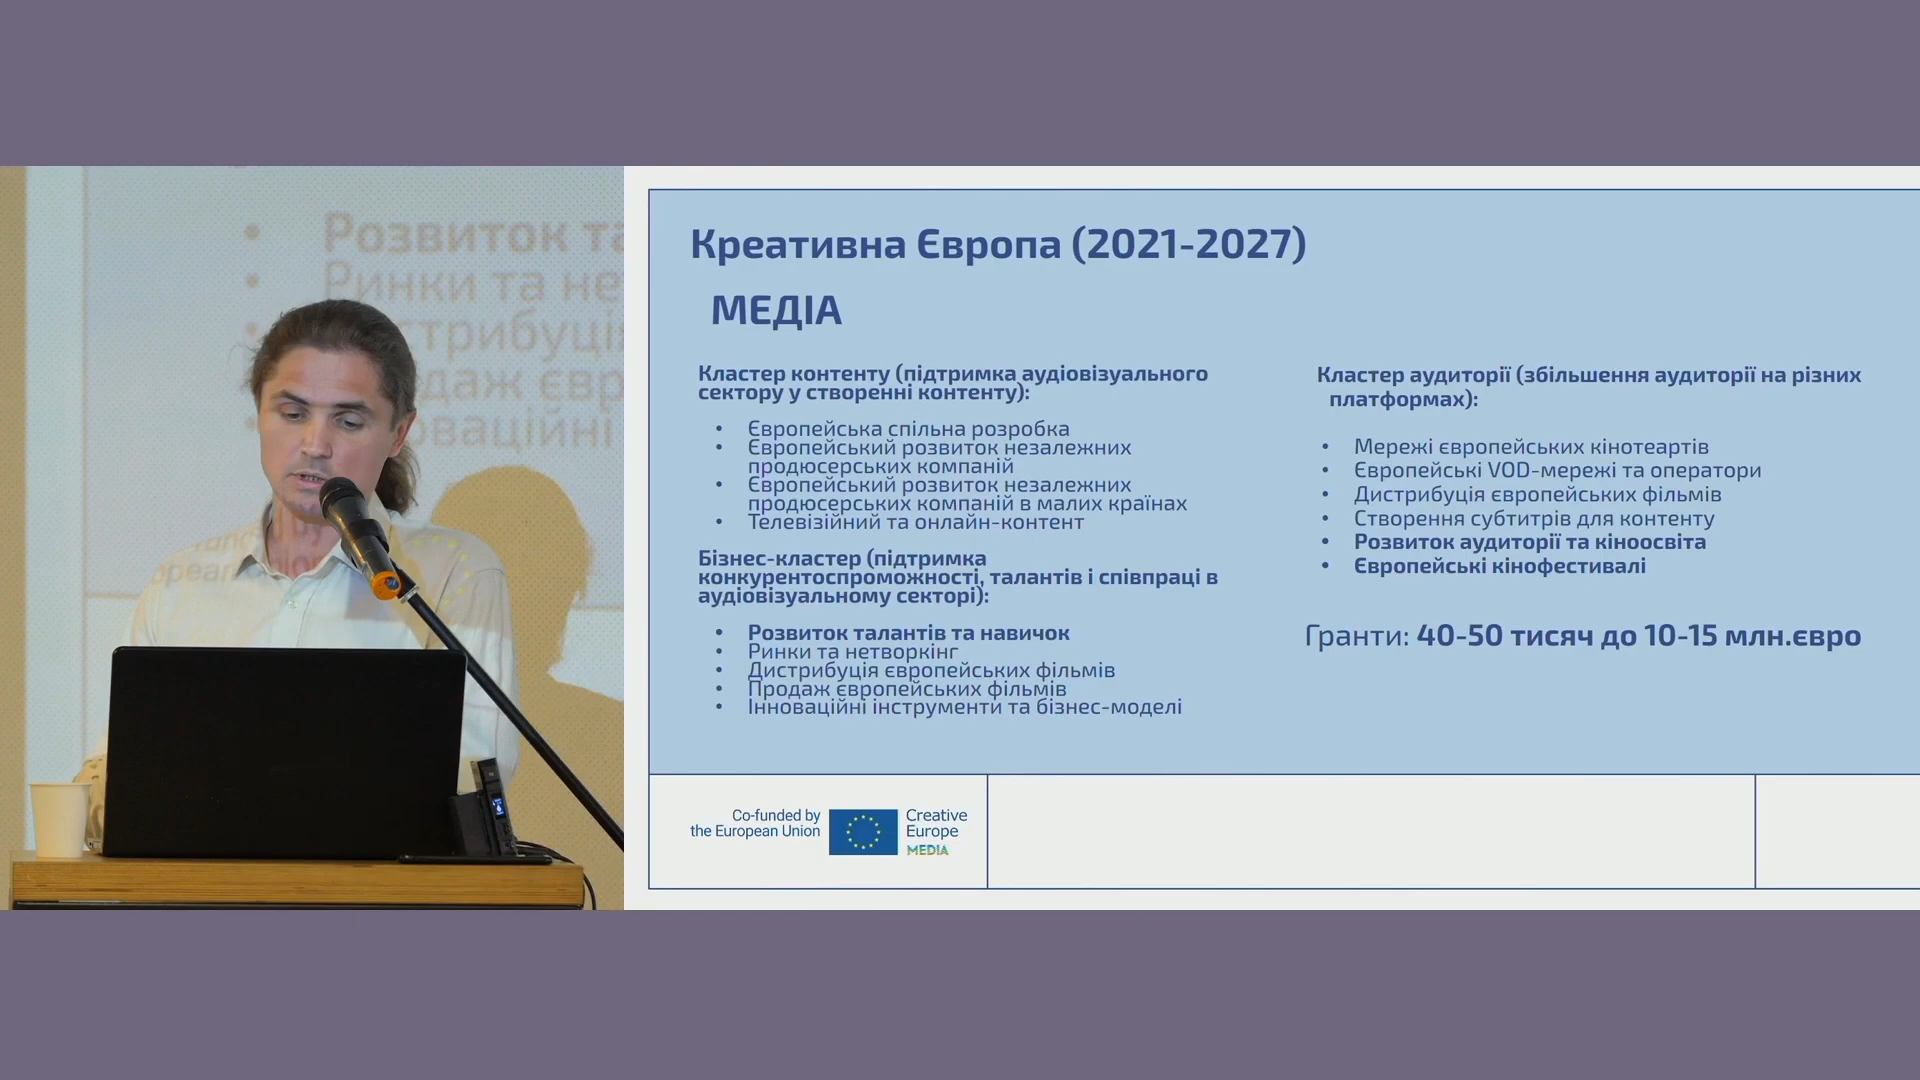 Розвиток та
Ринки та не
стрибуці
даж євр
оваційні
Креативна Європа (2021-2027)
МЕДІА
Кластер контенту (підтримка аудіовізуального
сектору у створенні контенту):
• Європейська спільна розробка
• Європейський розвиток незалежних
продюсерських компаній
• Європейський розвиток незалежних
продюсерських компаній в малих країнах
• Телевізійний та онлайн-контент
Бізнес-кластер (підтримка
конкурентоспроможності, талантів і співпраці в
аудіовізуальному секторі):
• Розвиток талантів та навичок
• Ринки та нетворкінг
• Дистрибуція європейських фільмів
• Продаж європейських фільмів
• Інноваційні інструменти та бізнес-моделі
Кластер аудиторії (збільшення аудиторії на різних
платформах):
• Мережі європейських кінотеартів
• Європейські VOD-мережі та оператори
• Дистрибуція європейських фільмів
• Створення субтитрів для контенту
• Розвиток аудиторії та кіноосвіта
• Європейські кінофестивалі
Гранти: 40-50 тисяч до 10-15 млн.євро
Co-funded by
the European Union
Creative
Europe
MEDIA